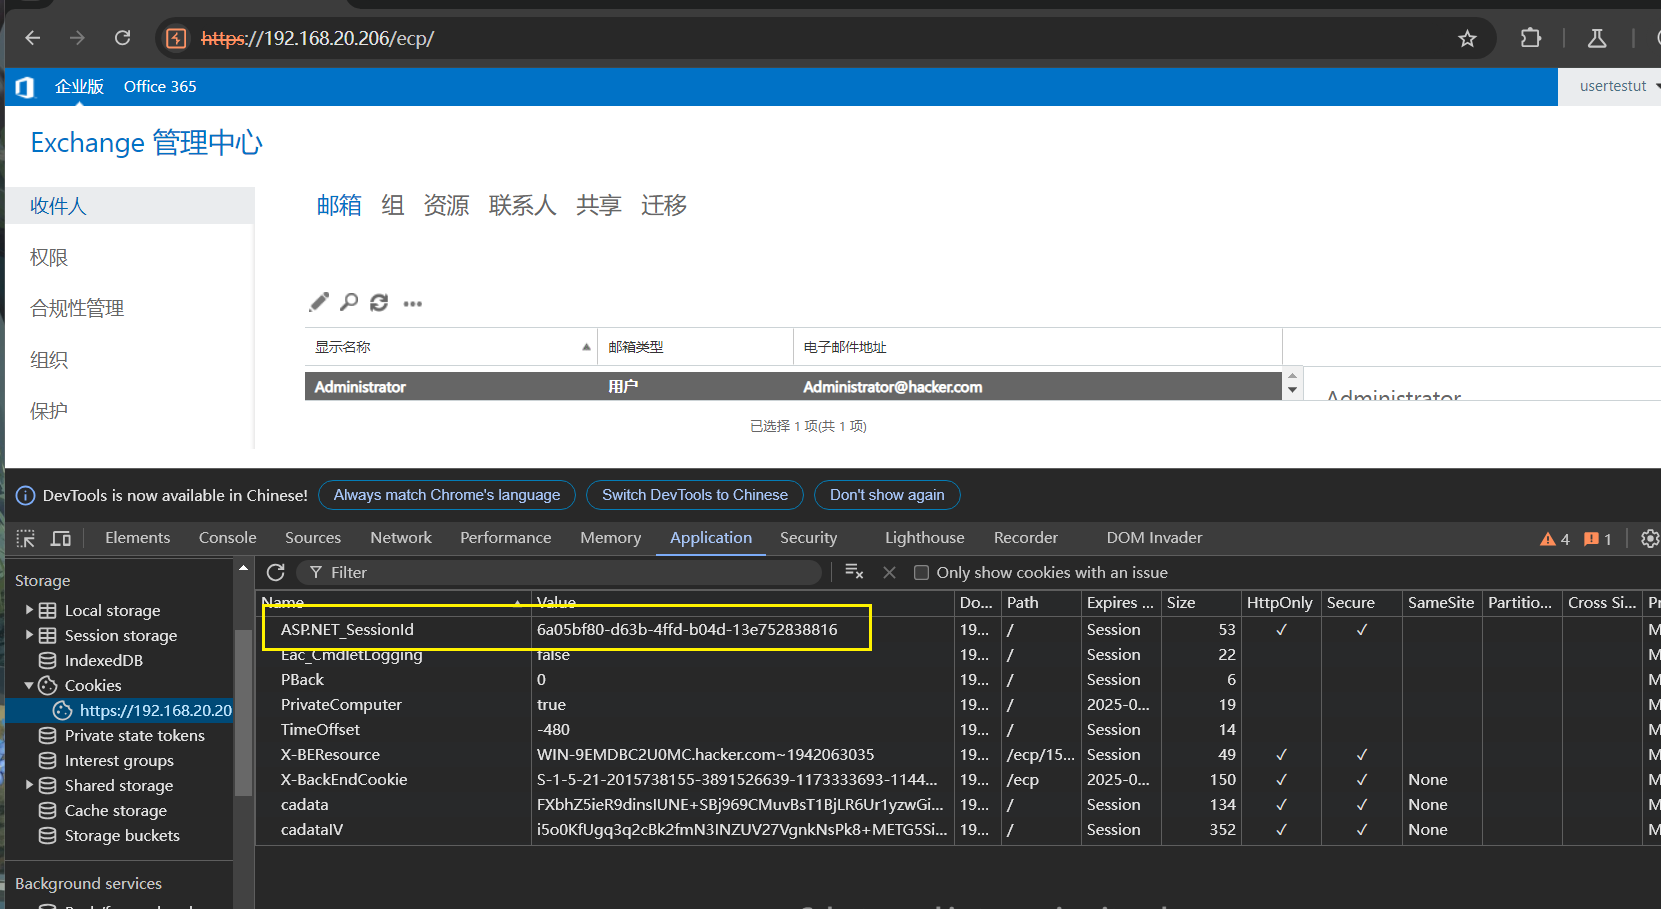 https://192.168.20.206/ecp/
企业版 Office 365 usertestut
Exchange 管理中心
收件人
权限
合规性管理
组织
保护
邮箱 组 资源 联系人 共享 迁移
显示名称 邮箱类型 电子邮件地址
Administrator 用户 Administrator@hacker.com
Administrator
已选择 1 项(共 1 项)
DevTools is now available in Chinese! Always match Chrome's language Switch DevTools to Chinese Don't show again
Elements Console Sources Network Performance Memory Application Security Lighthouse Recorder DOM Invader 4 1
Storage
Local storage
Session storage
IndexedDB
Cookies
https://192.168.20.20
Private state tokens
Interest groups
Shared storage
Cache storage
Storage buckets
Background services
Filter Only show cookies with an issue
Name Value Do... Path Expires ... Size HttpOnly Secure SameSite Partitio... Cross Si... Pr
ASP.NET_SessionId 6a05bf80-d63b-4ffd-b04d-13e752838816 19... / Session 53 ✓ ✓ M
Eac_CmdletLogging false 19... / Session 22 M
PBack 0 19... / Session 6 M
PrivateComputer true 19... / 2025-0... 19 M
TimeOffset -480 19... / Session 14 M
X-BEResource WIN-9EMDBC2U0MC.hacker.com~1942063035 19... /ecp/15... Session 49 ✓ ✓ M
X-BackEndCookie S-1-5-21-2015738155-3891526639-1173333693-1144... 19... /ecp 2025-0... 150 ✓ ✓ None M
cadata FXbhZ5ieR9dinsIUNE+SBj969CMuvBsT1BjLR6Ur1yzwGi... 19... / Session 134 ✓ ✓ None M
cadataIV i5o0KfUgq3q2cBk2fmN3INZUV27VgnkNsPk8+METG5Si... 19... / Session 352 ✓ ✓ None M